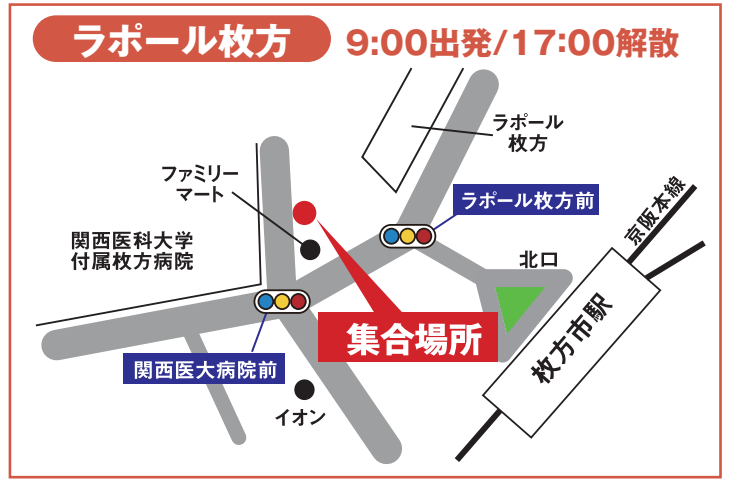 ラポール枚方
9:00出発/17:00解散
ラポール
枚方
ファミリー
マート
ラポール枚方前
京阪本線
関西医科大学
付属枚方病院
北口
集合場所
枚方市駅
関西医大病院前
イオン